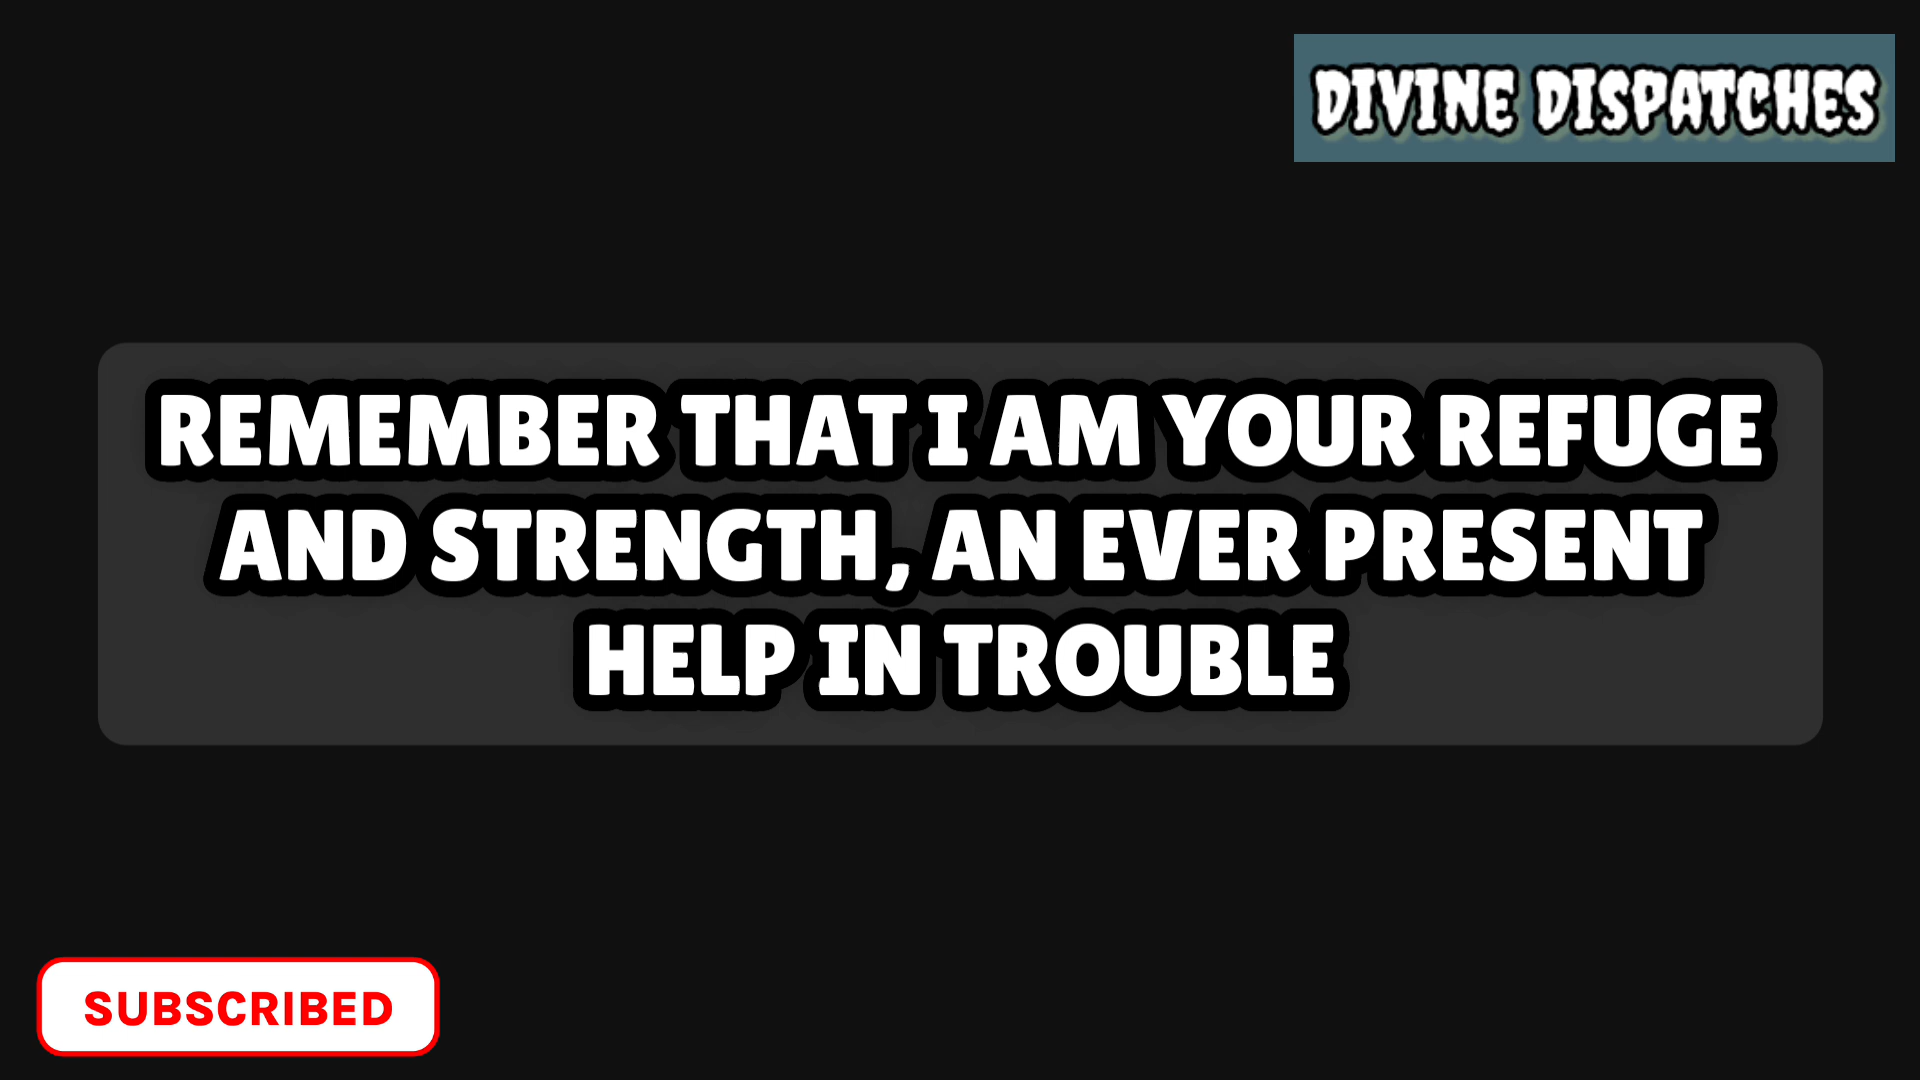 DIVINE DISPATCHES
REMEMBER THAT I AM YOUR REFUGE
AND STRENGTH, AN EVER PRESENT
HELP IN TROUBLE
SUBSCRIBED